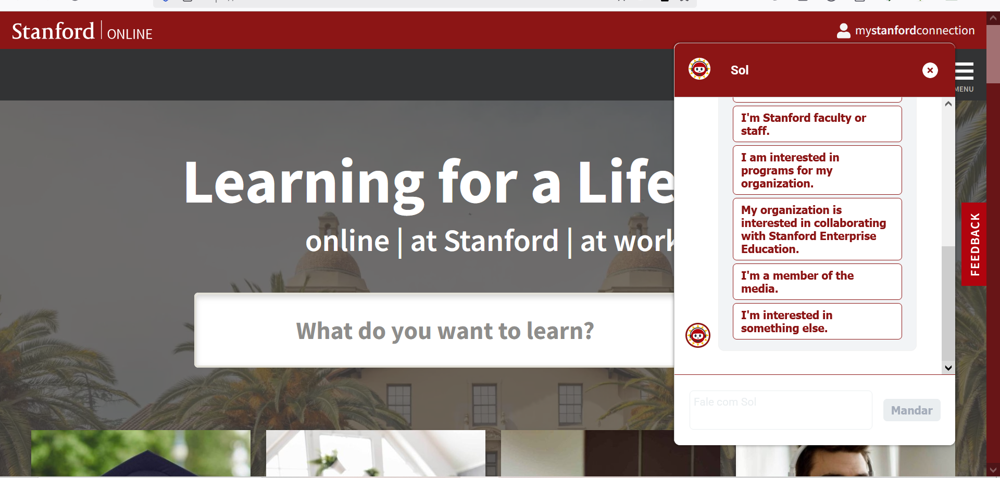 Stanford | ONLINE
mystanfordconnection
Sol
MENU
I'm Stanford faculty or
staff.
I am interested in
programs for my
organization.
My organization is
interested in collaborating
with Stanford Enterprise
Education.
I'm a member of the
media.
I'm interested in
something else.
Fale com Sol
Mandar
FEEDBACK
Learning for a Life
online | at Stanford | at work
What do you want to learn?